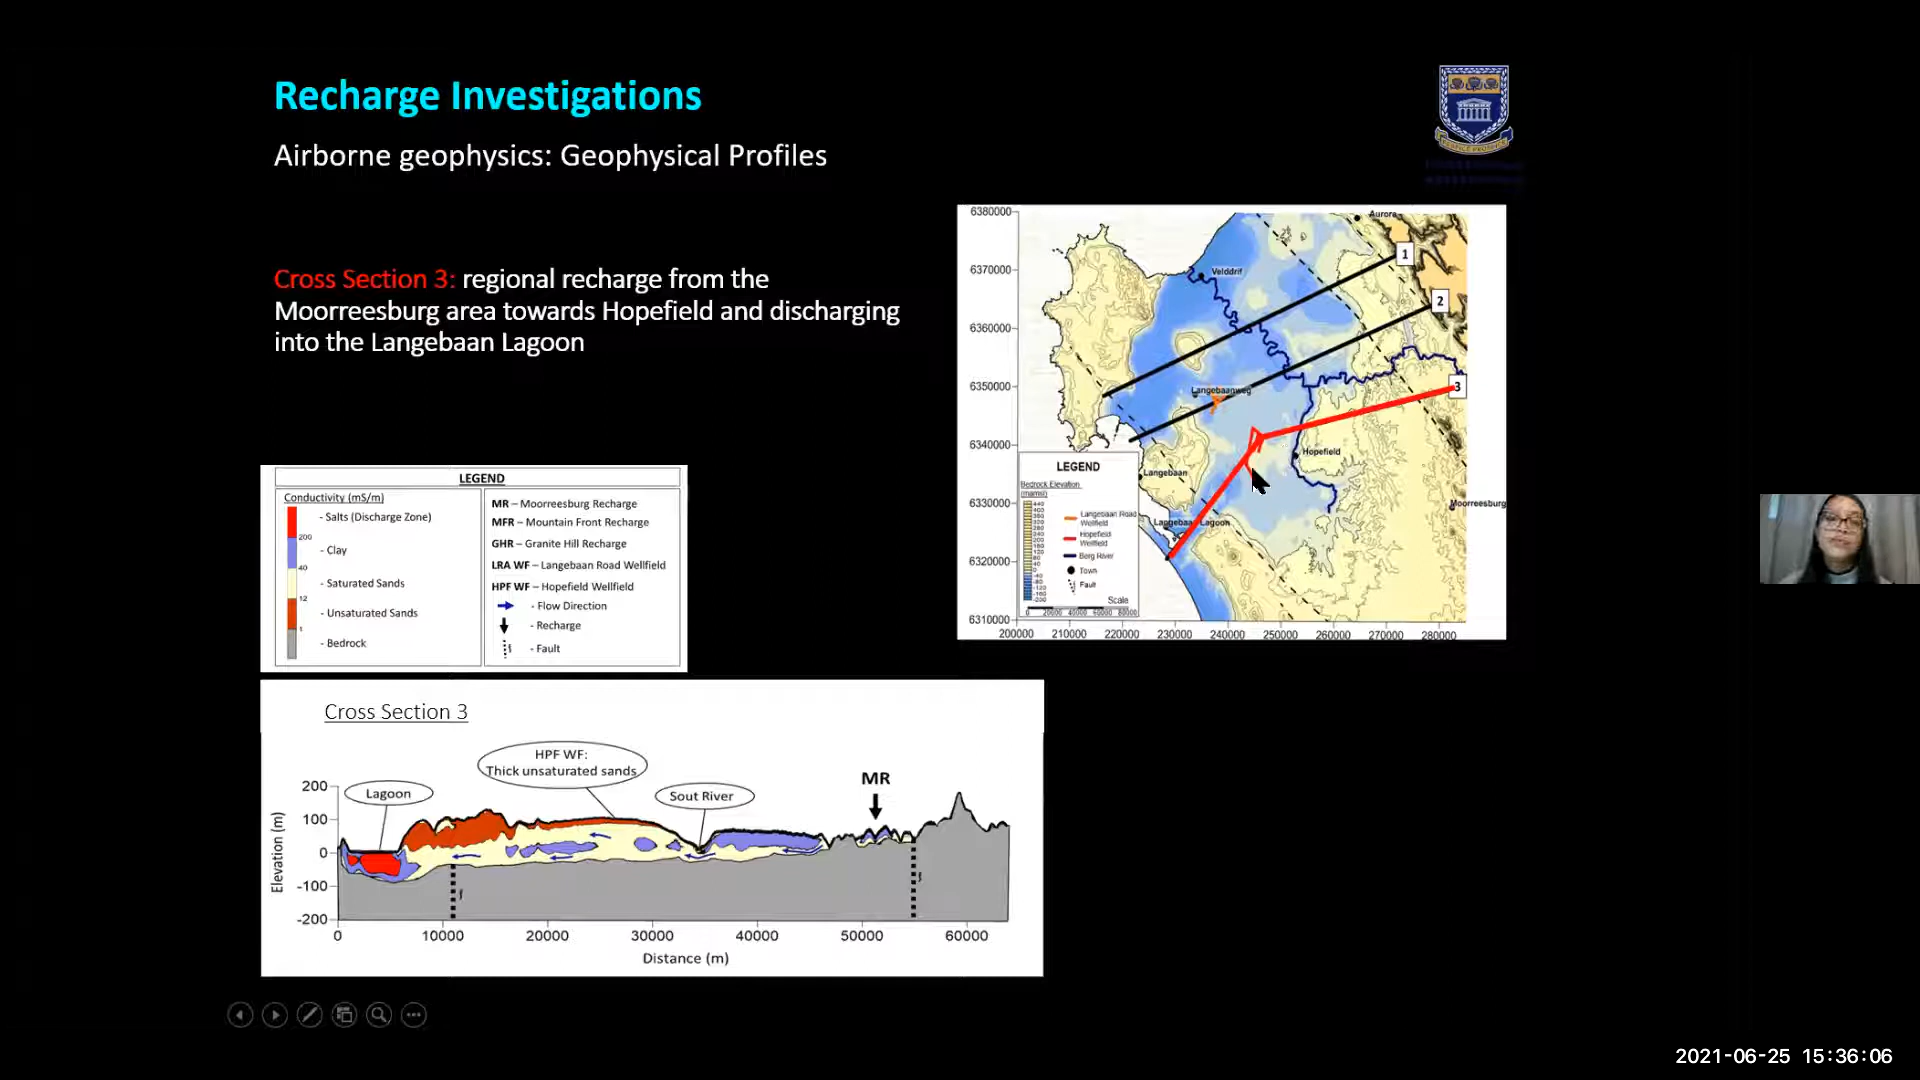 Recharge Investigations
Airborne geophysics: Geophysical Profiles
Cross Section 3: regional recharge from the
Moorreesburg area towards Hopefield and discharging
into the Langebaan Lagoon
6380000
6370000
6360000
6350000
6340000
6330000
6320000
6310000
200000 210000 220000 230000 240000 250000 260000 270000 280000
Aurora
1
Velddrif
2
Langebaanweg
3
Hopefield
Langebaan
Moorreesburg
Langebaan Lagoon
LEGEND
Bedrock Elevation
(mamsl)
Langebaan Road
Wellfield
Hopefield
Wellfield
Berg River
Town
Fault
Scale
0 20000 40000 60000 80000
LEGEND
Conductivity (mS/m)
- Salts (Discharge Zone)
200
- Clay
40
- Saturated Sands
12
- Unsaturated Sands
1
- Bedrock
MR – Moorreesburg Recharge
MFR – Mountain Front Recharge
GHR – Granite Hill Recharge
LRA WF – Langebaan Road Wellfield
HPF WF – Hopefield Wellfield
- Flow Direction
- Recharge
- Fault
Cross Section 3
HPF WF:
Thick unsaturated sands
Lagoon
Sout River
MR
Elevation (m)
200
100
0
-100
-200
0 10000 20000 30000 40000 50000 60000
Distance (m)
2021-06-25 15:36:06